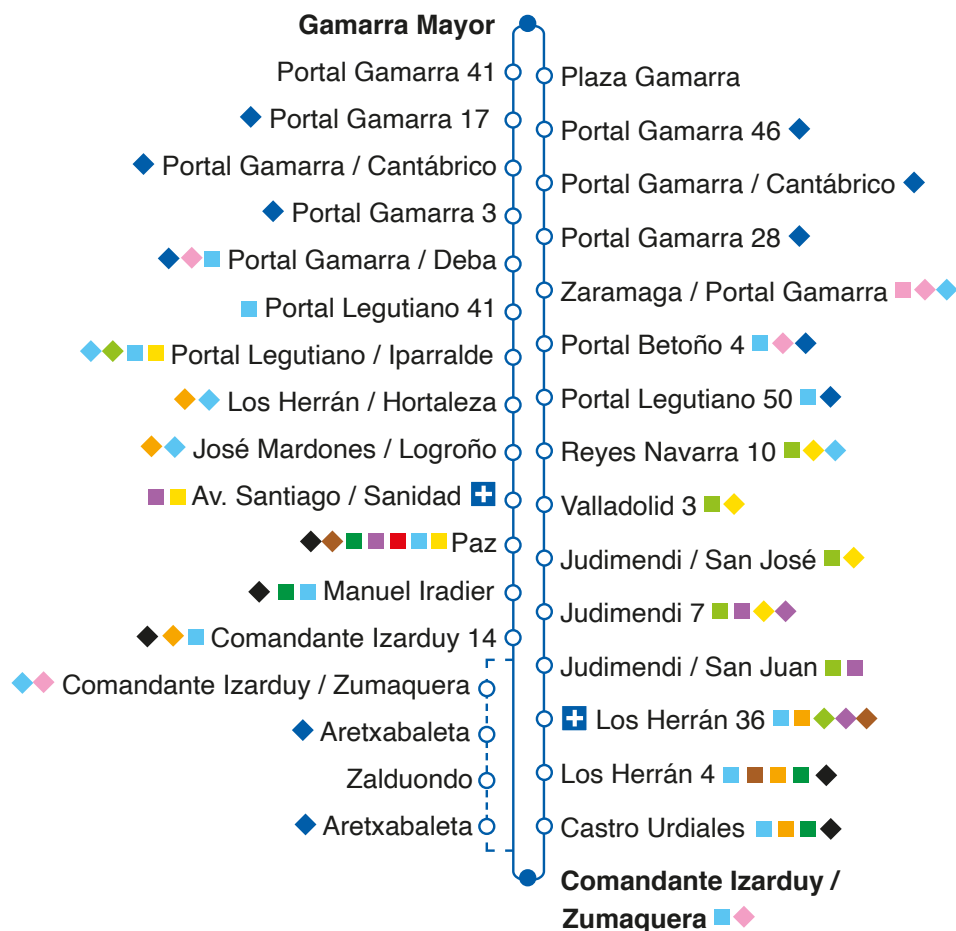 Gamarra Mayor
Portal Gamarra 41
Portal Gamarra 17
Portal Gamarra / Cantábrico
Portal Gamarra 3
Portal Gamarra / Deba
Portal Legutiano 41
Portal Legutiano / Iparralde
Los Herrán / Hortaleza
José Mardones / Logroño
Av. Santiago / Sanidad
Paz
Manuel Iradier
Comandante Izarduy 14
Comandante Izarduy / Zumaquera
Aretxabaleta
Zalduondo
Aretxabaleta
Plaza Gamarra
Portal Gamarra 46
Portal Gamarra / Cantábrico
Portal Gamarra 28
Zaramaga / Portal Gamarra
Portal Betoño 4
Portal Legutiano 50
Reyes Navarra 10
Valladolid 3
Judimendi / San José
Judimendi 7
Judimendi / San Juan
Los Herrán 36
Los Herrán 4
Castro Urdiales
Comandante Izarduy /
Zumaquera